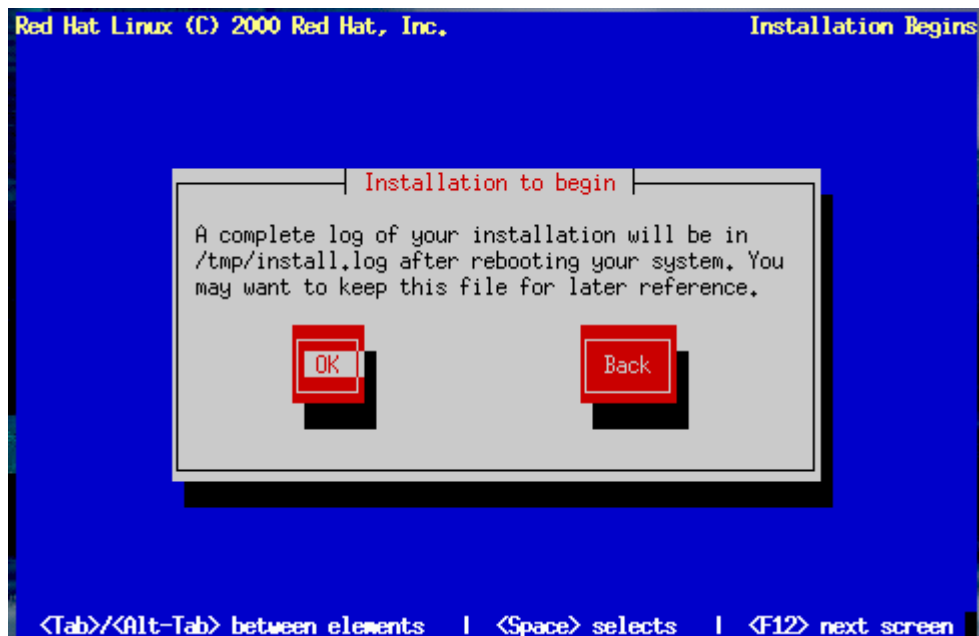 Red Hat Linux (C) 2000 Red Hat, Inc. Installation Begins
Installation to begin
A complete log of your installation will be in
/tmp/install.log after rebooting your system. You
may want to keep this file for later reference.
OK Back
<Tab>/<Alt-Tab> between elements | <Space> selects | <F12> next screen